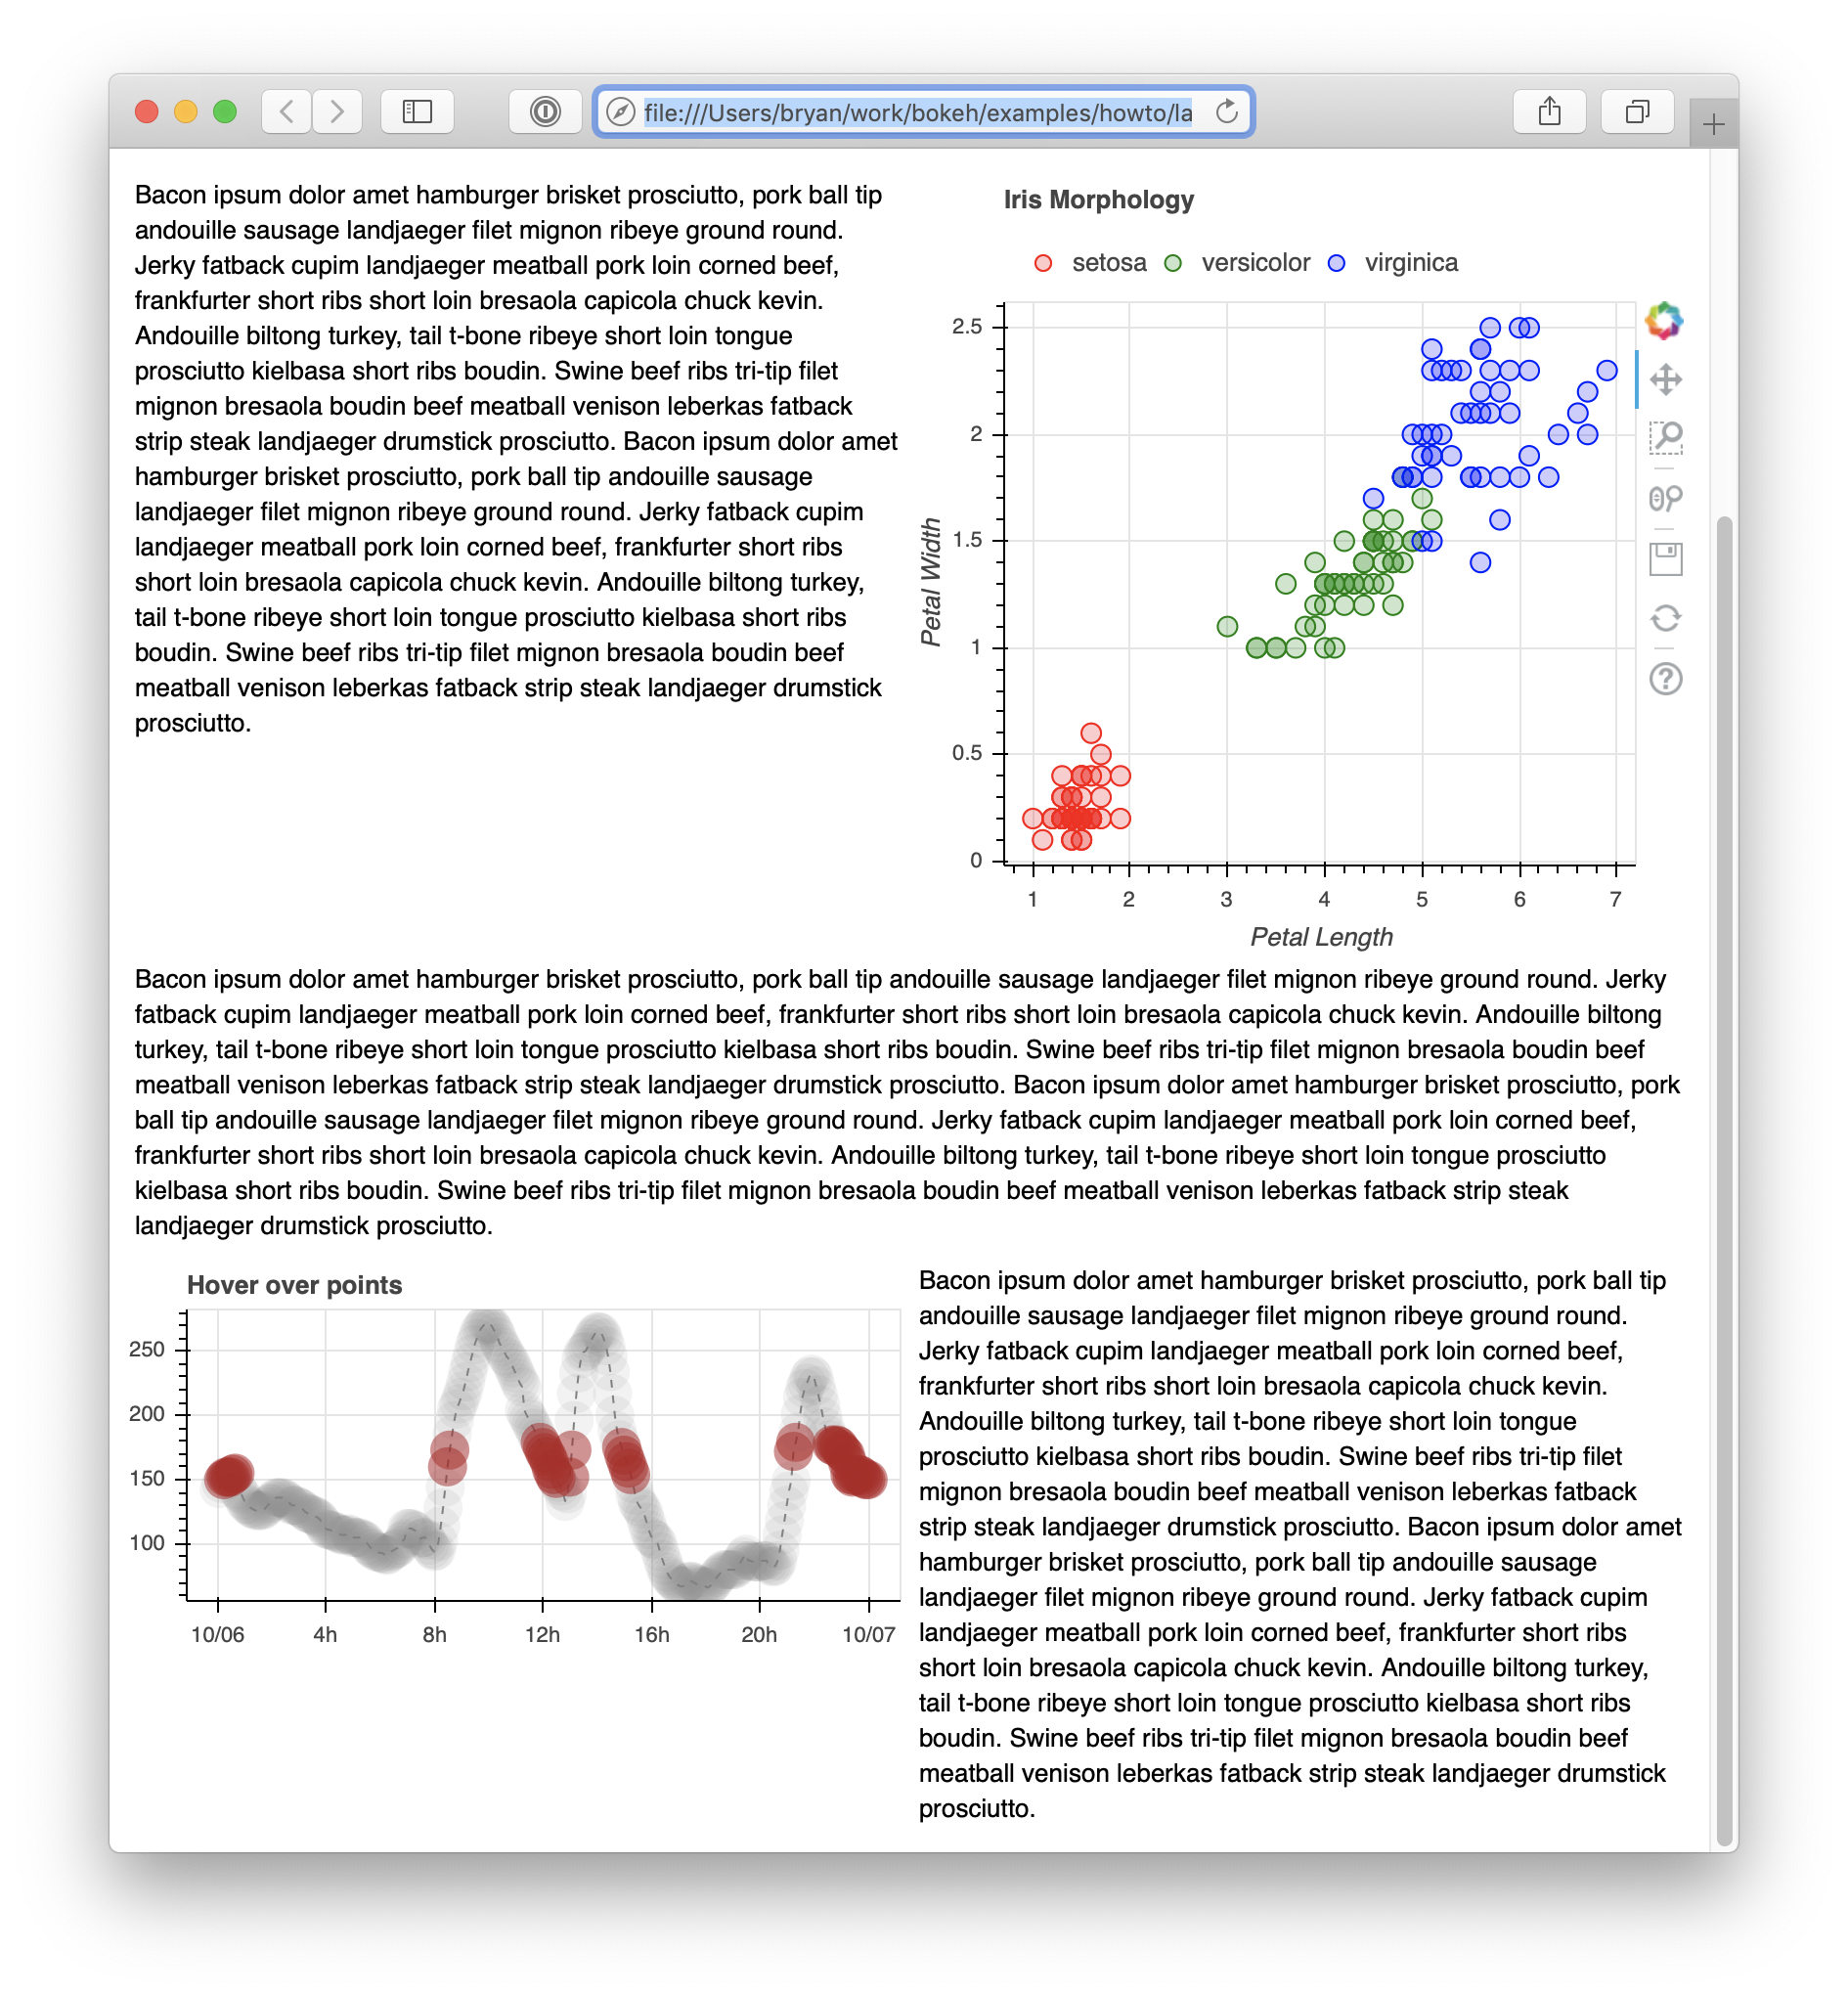 file:///Users/bryan/work/bokeh/examples/howto/la
Bacon ipsum dolor amet hamburger brisket prosciutto, pork ball tip
andouille sausage landjaeger filet mignon ribeye ground round.
Jerky fatback cupim landjaeger meatball pork loin corned beef,
frankfurter short ribs short loin bresaola capicola chuck kevin.
Andouille biltong turkey, tail t-bone ribeye short loin tongue
prosciutto kielbasa short ribs boudin. Swine beef ribs tri-tip filet
mignon bresaola boudin beef meatball venison leberkas fatback
strip steak landjaeger drumstick prosciutto. Bacon ipsum dolor amet
hamburger brisket prosciutto, pork ball tip andouille sausage
landjaeger filet mignon ribeye ground round. Jerky fatback cupim
landjaeger meatball pork loin corned beef, frankfurter short ribs
short loin bresaola capicola chuck kevin. Andouille biltong turkey,
tail t-bone ribeye short loin tongue prosciutto kielbasa short ribs
boudin. Swine beef ribs tri-tip filet mignon bresaola boudin beef
meatball venison leberkas fatback strip steak landjaeger drumstick
prosciutto.
Iris Morphology
setosa versicolor virginica
2.5
2
1.5
1
0.5
0
Petal Width
1 2 3 4 5 6 7
Petal Length
Bacon ipsum dolor amet hamburger brisket prosciutto, pork ball tip andouille sausage landjaeger filet mignon ribeye ground round. Jerky
fatback cupim landjaeger meatball pork loin corned beef, frankfurter short ribs short loin bresaola capicola chuck kevin. Andouille biltong
turkey, tail t-bone ribeye short loin tongue prosciutto kielbasa short ribs boudin. Swine beef ribs tri-tip filet mignon bresaola boudin beef
meatball venison leberkas fatback strip steak landjaeger drumstick prosciutto. Bacon ipsum dolor amet hamburger brisket prosciutto, pork
ball tip andouille sausage landjaeger filet mignon ribeye ground round. Jerky fatback cupim landjaeger meatball pork loin corned beef,
frankfurter short ribs short loin bresaola capicola chuck kevin. Andouille biltong turkey, tail t-bone ribeye short loin tongue prosciutto
kielbasa short ribs boudin. Swine beef ribs tri-tip filet mignon bresaola boudin beef meatball venison leberkas fatback strip steak
landjaeger drumstick prosciutto.
Hover over points
250
200
150
100
10/06 4h 8h 12h 16h 20h 10/07
Bacon ipsum dolor amet hamburger brisket prosciutto, pork ball tip
andouille sausage landjaeger filet mignon ribeye ground round.
Jerky fatback cupim landjaeger meatball pork loin corned beef,
frankfurter short ribs short loin bresaola capicola chuck kevin.
Andouille biltong turkey, tail t-bone ribeye short loin tongue
prosciutto kielbasa short ribs boudin. Swine beef ribs tri-tip filet
mignon bresaola boudin beef meatball venison leberkas fatback
strip steak landjaeger drumstick prosciutto. Bacon ipsum dolor amet
hamburger brisket prosciutto, pork ball tip andouille sausage
landjaeger filet mignon ribeye ground round. Jerky fatback cupim
landjaeger meatball pork loin corned beef, frankfurter short ribs
short loin bresaola capicola chuck kevin. Andouille biltong turkey,
tail t-bone ribeye short loin tongue prosciutto kielbasa short ribs
boudin. Swine beef ribs tri-tip filet mignon bresaola boudin beef
meatball venison leberkas fatback strip steak landjaeger drumstick
prosciutto.